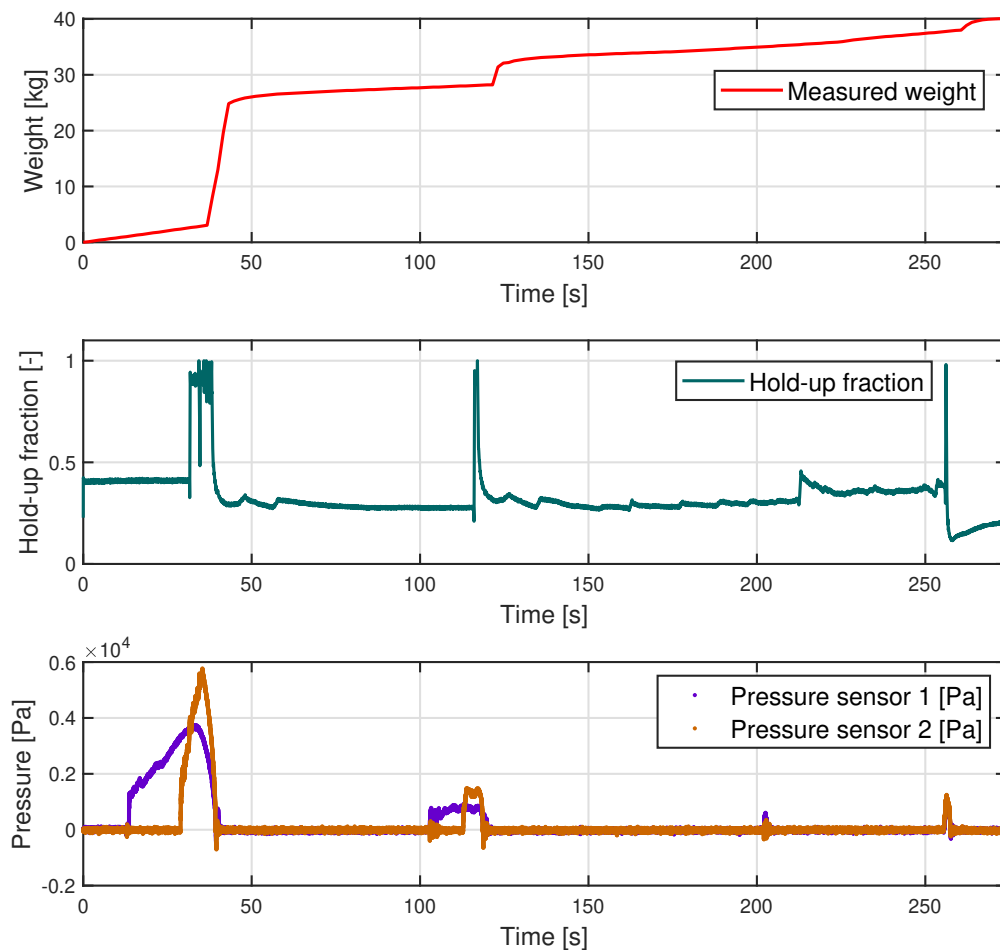 40
30
20
10
0
Weight [kg]
Measured weight
0 50 100 150 200 250
Time [s]
1
0.5
0
Hold-up fraction [-]
Hold-up fraction
0 50 100 150 200 250
Time [s]
×10⁴
0.6
0.4
0.2
0
-0.2
Pressure [Pa]
Pressure sensor 1 [Pa]
Pressure sensor 2 [Pa]
0 50 100 150 200 250
Time [s]